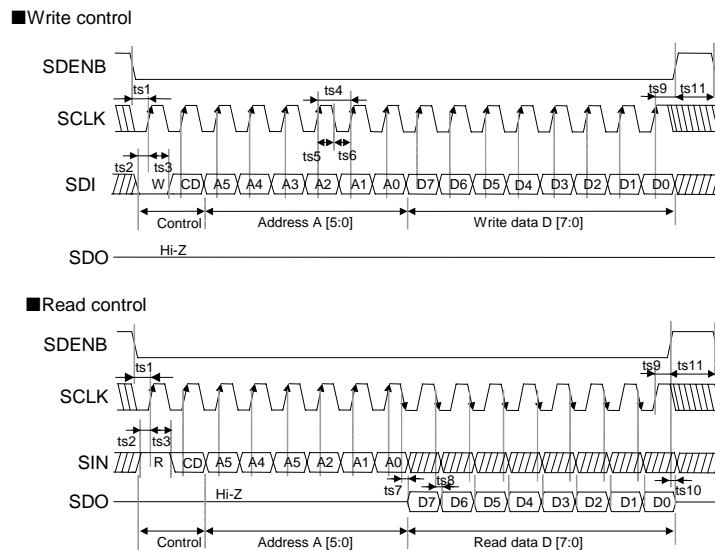 ■Write control
SDENB
ts1 ts4 ts9 ts11
SCLK
ts5 ts6
ts2 ts3
SDI W CD A5 A4 A3 A2 A1 A0 D7 D6 D5 D4 D3 D2 D1 D0
Control Address A [5:0] Write data D [7:0]
SDO Hi-Z
■Read control
SDENB
ts1 ts9 ts11
SCLK
ts2 ts3
SIN R CD A5 A4 A5 A2 A1 A0
ts7 ts8 ts10
SDO Hi-Z D7 D6 D5 D4 D3 D2 D1 D0
Control Address A [5:0] Read data D [7:0]